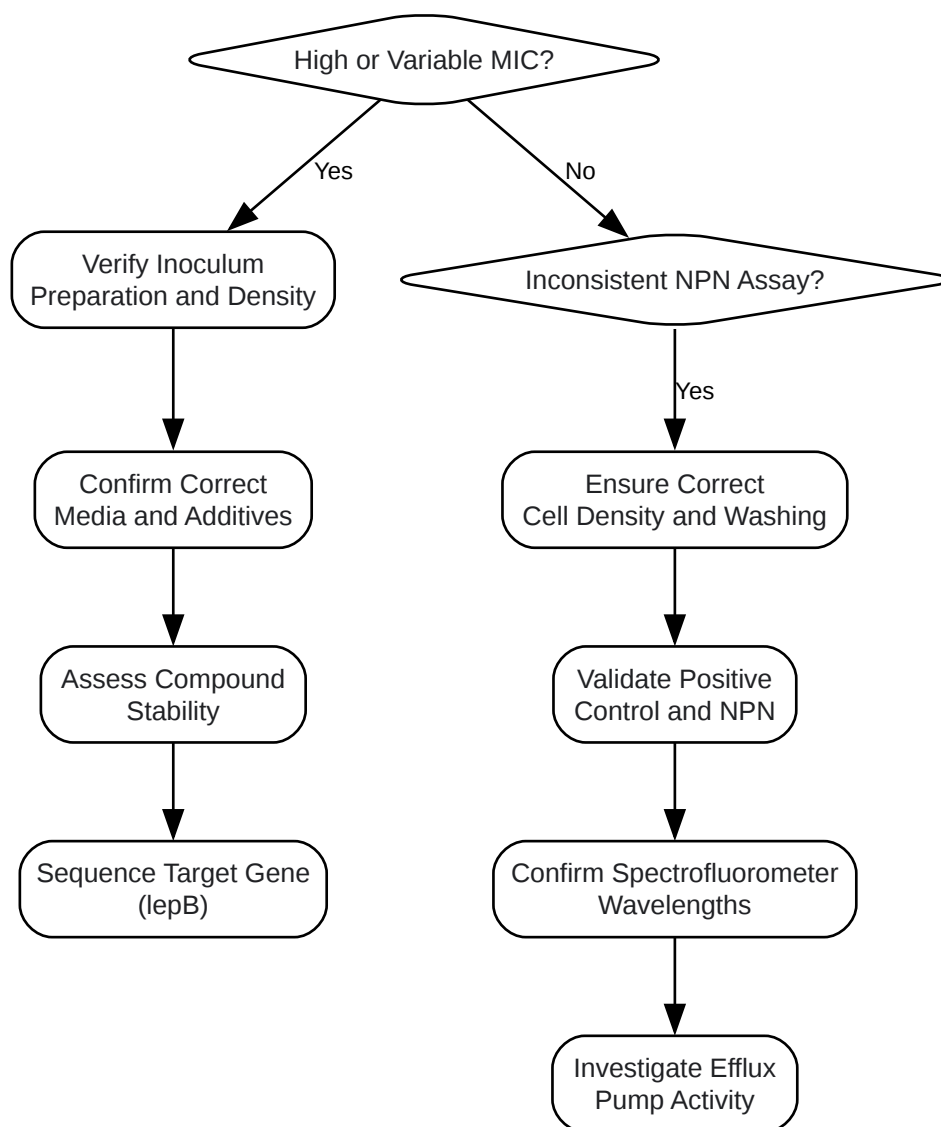 High or Variable MIC?
Yes
No
Verify Inoculum
Preparation and Density
Inconsistent NPN Assay?
Yes
Confirm Correct
Media and Additives
Ensure Correct
Cell Density and Washing
Assess Compound
Stability
Validate Positive
Control and NPN
Sequence Target Gene
(lepB)
Confirm Spectrofluorometer
Wavelengths
Investigate Efflux
Pump Activity